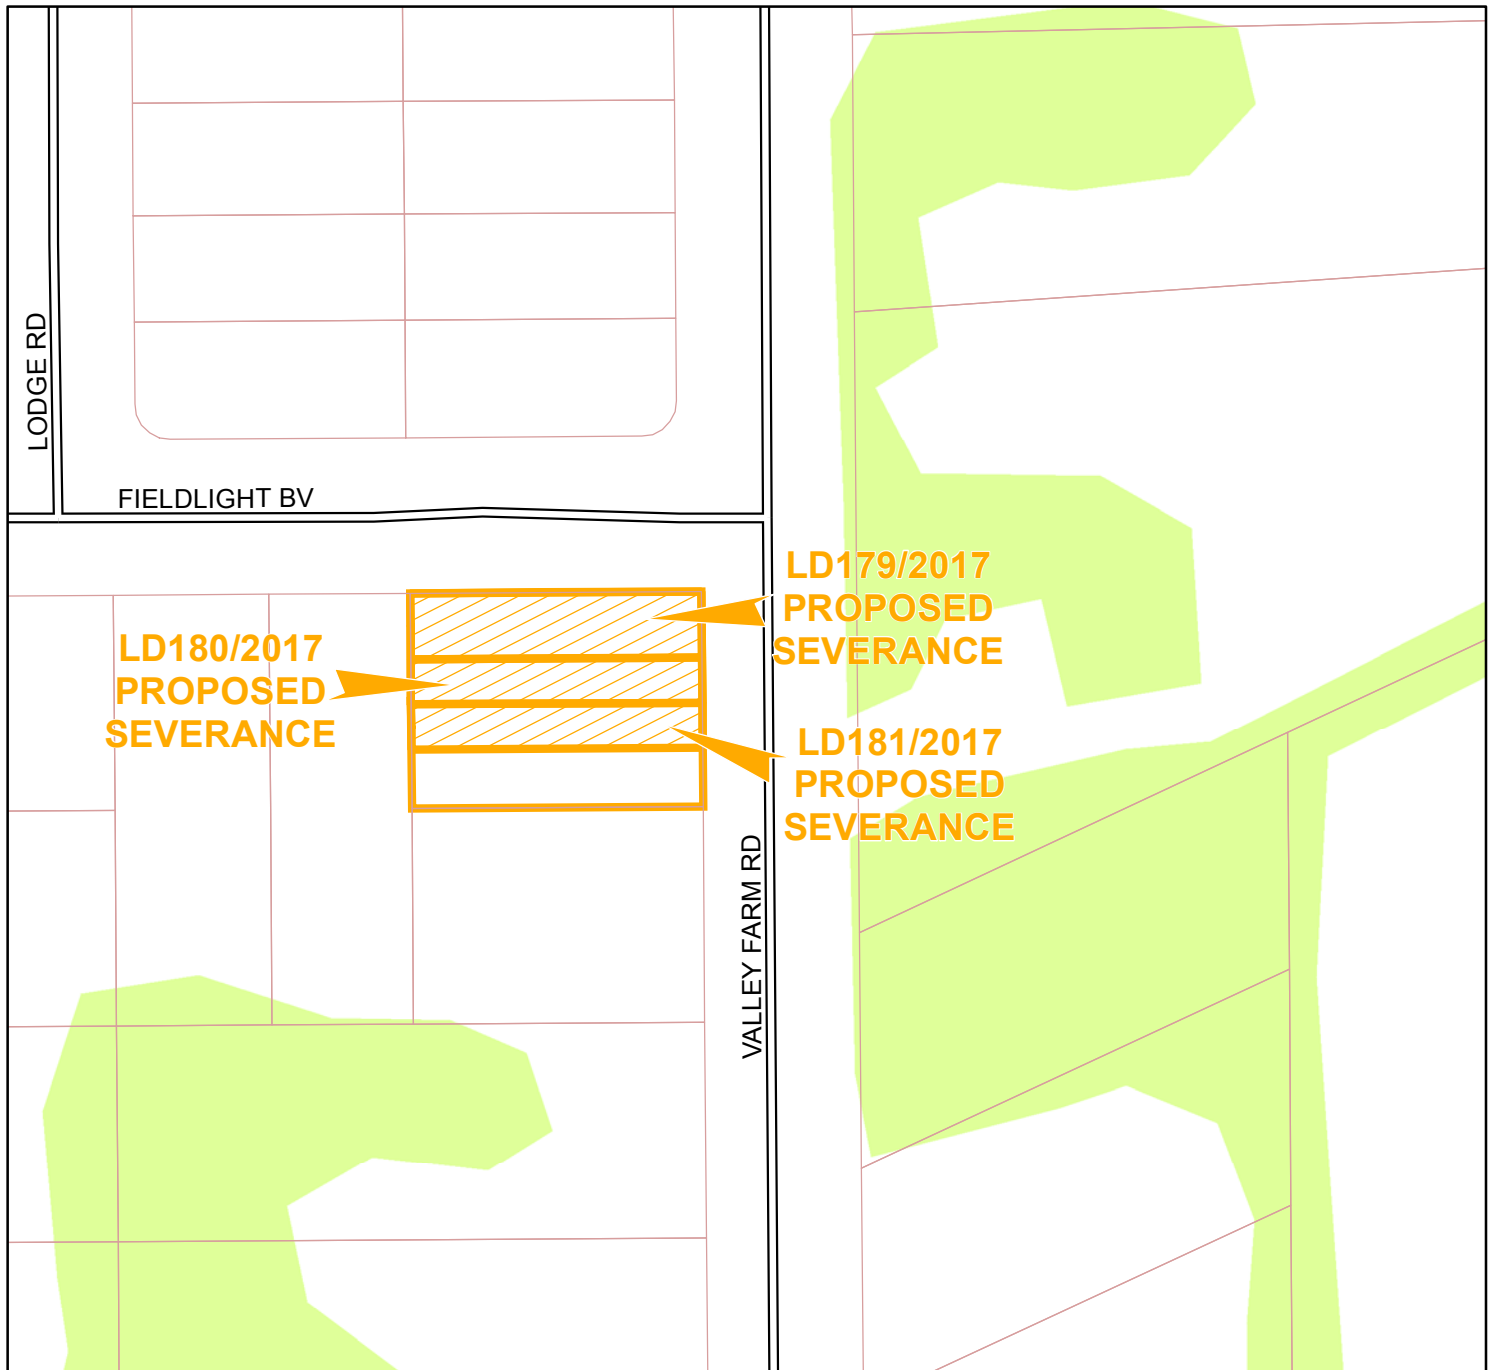 LODGE RD
FIELDLIGHT BV
LD179/2017
PROPOSED
SEVERANCE
LD180/2017
PROPOSED
SEVERANCE
LD181/2017
PROPOSED
SEVERANCE
VALLEY FARM RD